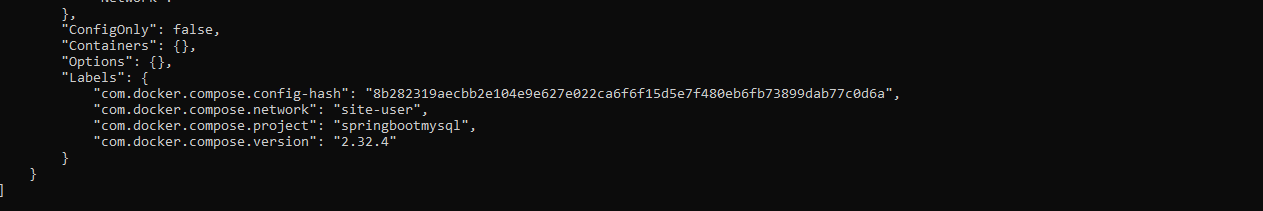 "Network":
},
"ConfigOnly": false,
"Containers": {},
"Options": {},
"Labels": {
"com.docker.compose.config-hash": "8b282319aecbb2e104e9e627e022ca6f6f15d5e7f480eb6fb73899dab77c0d6a",
"com.docker.compose.network": "site-user",
"com.docker.compose.project": "springbootmysql",
"com.docker.compose.version": "2.32.4"
}
}
]